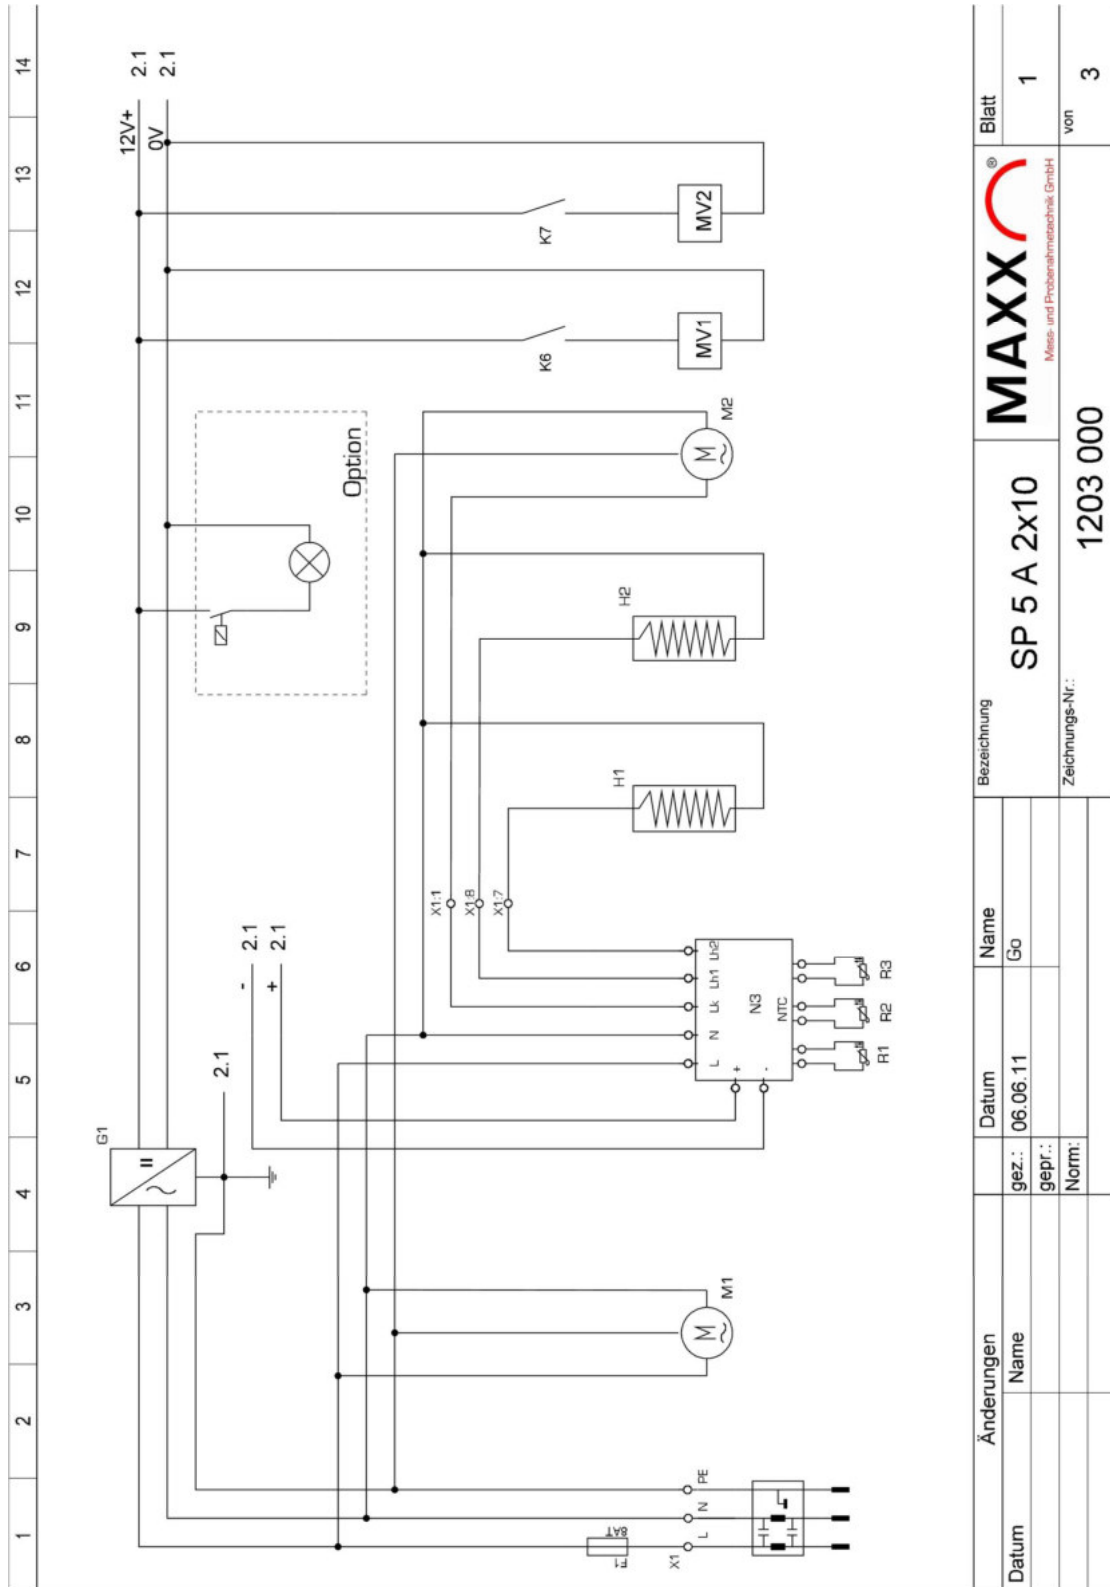 1 2 3 4 5 6 7 8 9 10 11 12 13 14
12V+
2.1
0V
2.1
G1
=
2.1
-
2.1
+
2.1
Option
K6
K7
MV1
MV2
M
M1
M
M2
H1
H2
X1:1
X1:8
X1:7
L N Lk Lh1 Lh2
N3
NTC
+
-
R1
R2
R3
F1
8AT
X1
L
N
PE
Änderungen
Datum
Name
Datum
Name
gez.:
06.06.11
Go
gepr.:
Norm:
Bezeichnung
SP 5 A 2x10
Zeichnungs-Nr.:
1203 000
MAXX®
Mess- und Probenahmetechnik GmbH
Blatt
1
von
3